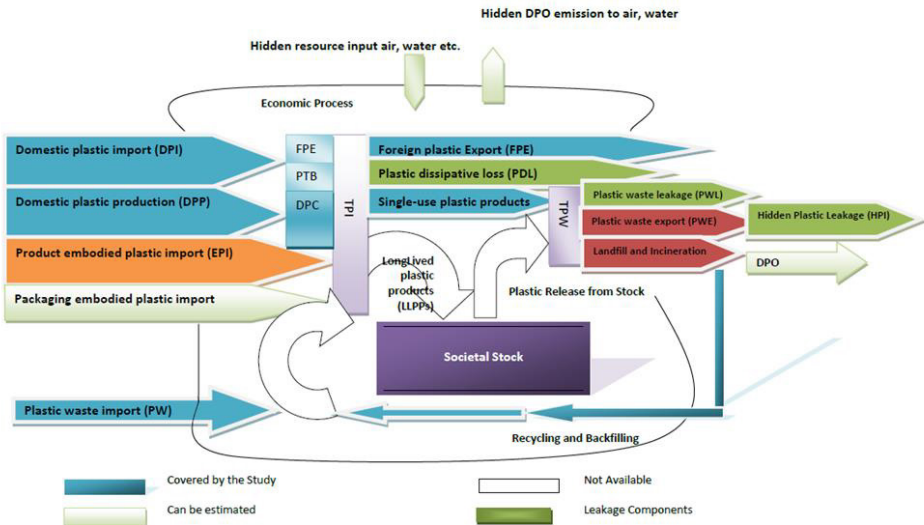 Hidden DPO emission to air, water
Hidden resource input air, water etc.
Economic Process
Domestic plastic import (DPI)
FPE
Foreign plastic Export (FPE)
PTB
Plastic dissipative loss (PDL)
Domestic plastic production (DPP)
DPC
TPI
Single-use plastic products
TPW
Plastic waste leakage (PWL)
Plastic waste export (PWE)
Hidden Plastic Leakage (HPI)
Product embodied plastic import (EPI)
Landfill and Incineration
DPO
LongLived
plastic
products
(LLPPs)
Plastic Release from Stock
Packaging embodied plastic import
Societal Stock
Plastic waste import (PW)
Recycling and Backfilling
Covered by the Study
Not Available
Can be estimated
Leakage Components